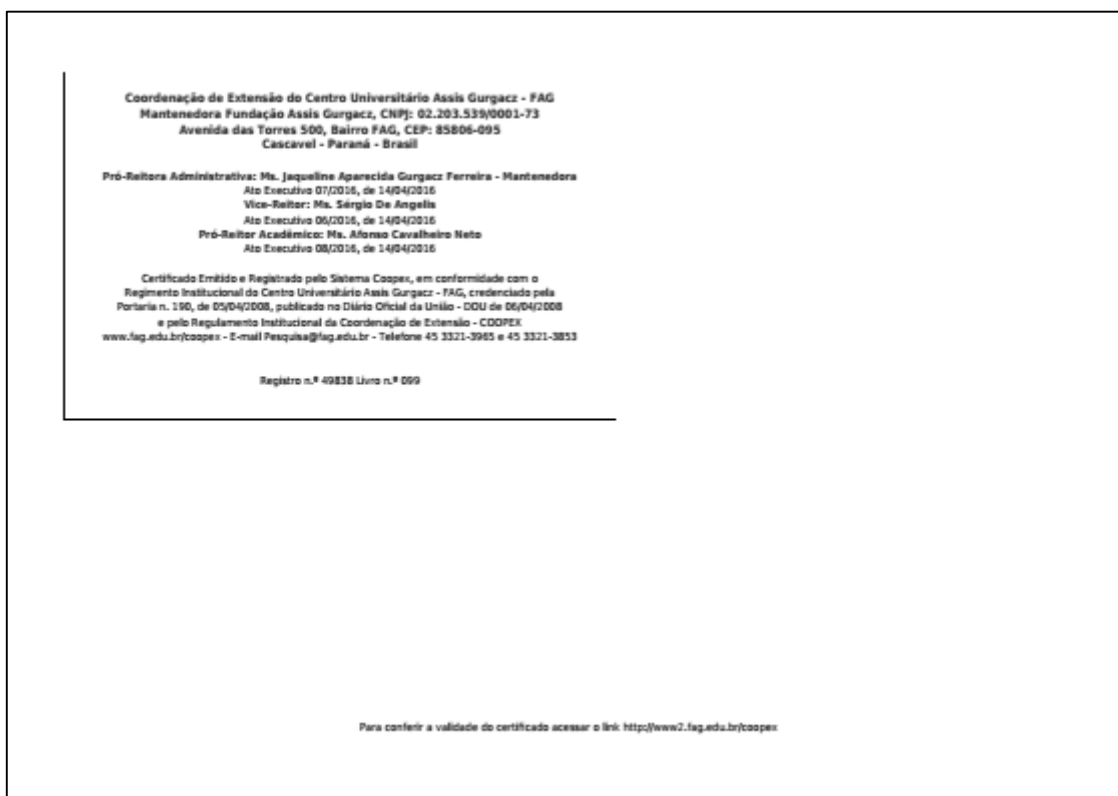 Coordenação de Extensão do Centro Universitário Assis Gurgacz - FAG
Mantenedora Fundação Assis Gurgacz, CNPJ: 02.203.539/0001-73
Avenida das Torres 500, Bairro FAG, CEP: 85806-095
Cascavel - Paraná - Brasil
Pró-Reitora Administrativa: Ms. Jaqueline Aparecida Gurgacz Ferreira - Mantenedora
Ato Executivo 07/2016, de 14/04/2016
Vice-Reitor: Ms. Sérgio De Angelis
Ato Executivo 06/2016, de 14/04/2016
Pró-Reitor Acadêmico: Ms. Afonso Cavalheiro Neto
Ato Executivo 08/2016, de 14/04/2016
Certificado Emitido e Registrado pelo Sistema Coopex, em conformidade com o
Regimento Institucional do Centro Universitário Assis Gurgacz - FAG, credenciado pela
Portaria n. 190, de 05/04/2008, publicado no Diário Oficial da União - DOU de 06/04/2008
e pelo Regulamento Institucional da Coordenação de Extensão - COOPEX
www.fag.edu.br/coopex - E-mail Pesquisa@fag.edu.br - Telefone 45 3321-3965 e 45 3321-3853
Registro n.º 49838 Livro n.º 099
Para conferir a validade do certificado acessar o link http://www2.fag.edu.br/coopex